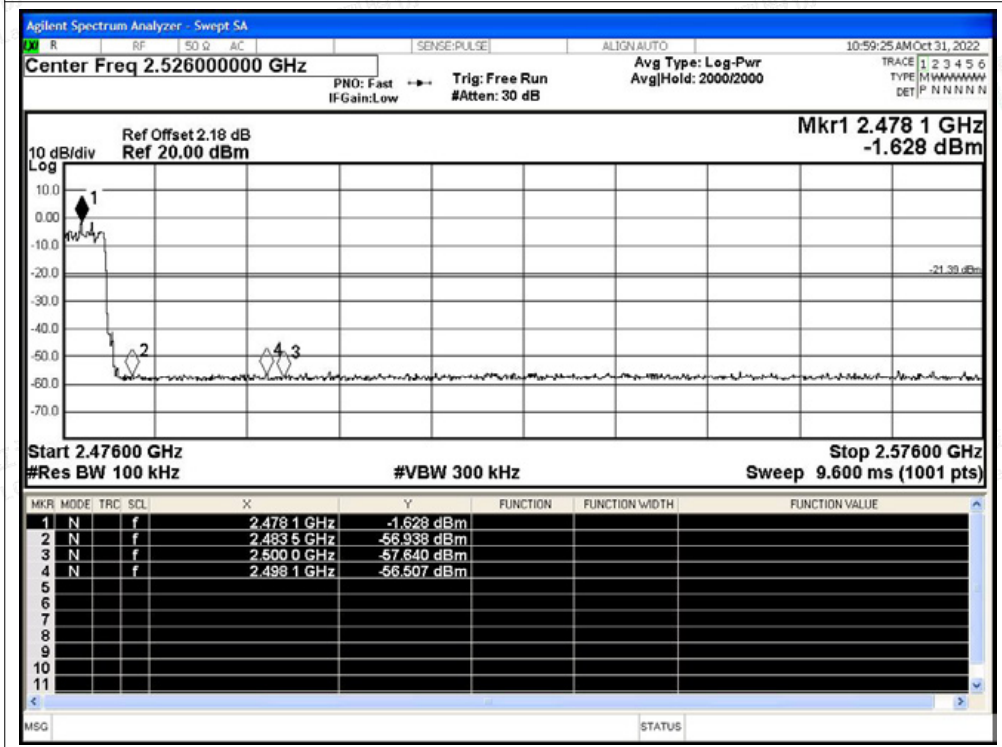 Agilent Spectrum Analyzer - Swept SA
R RF 50 Ω AC SENSE:PULSE ALIGN AUTO 10:59:25 AM Oct 31, 2022
Center Freq 2.526000000 GHz
PNO: Fast
IFGain:Low
Trig: Free Run
#Atten: 30 dB
Avg Type: Log-Pwr
Avg|Hold: 2000/2000
TRACE 1 2 3 4 5 6
TYPE M WWWWW
DET P N N N N N
Ref Offset 2.18 dB
10 dB/div Ref 20.00 dBm
Log
Mkr1 2.478 1 GHz
-1.628 dBm
10.0
0.00
-10.0
-20.0
-30.0
-40.0
-50.0
-60.0
-70.0
1
2
4 3
-21.39 dBm
Start 2.47600 GHz Stop 2.57600 GHz
#Res BW 100 kHz #VBW 300 kHz Sweep 9.600 ms (1001 pts)
MKR MODE TRC SCL X Y FUNCTION FUNCTION WIDTH FUNCTION VALUE
1 N f 2.478 1 GHz -1.628 dBm
2 N f 2.483 5 GHz -56.938 dBm
3 N f 2.500 0 GHz -57.640 dBm
4 N f 2.498 1 GHz -56.507 dBm
5
6
7
8
9
10
11
MSG STATUS